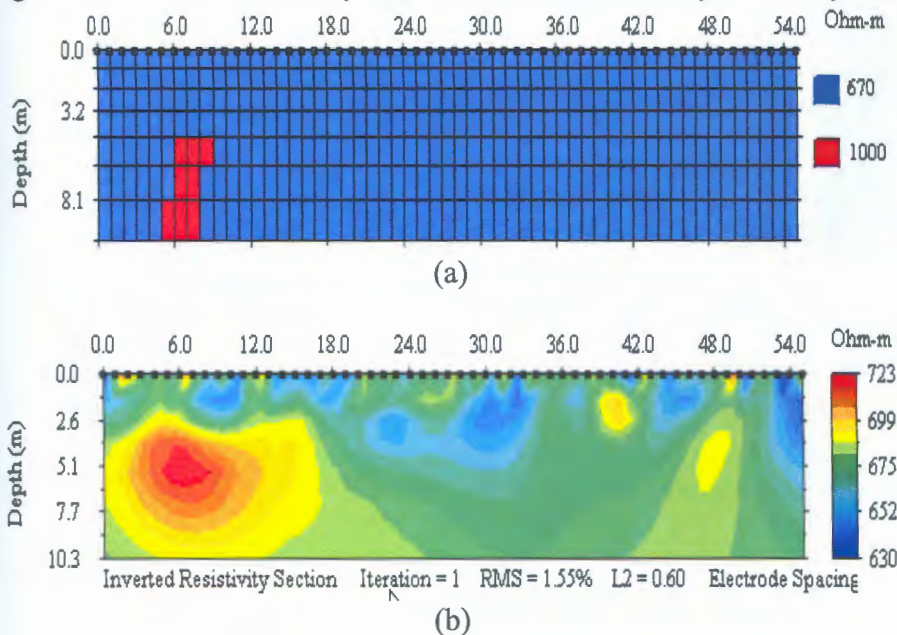 0.0 6.0 12.0 18.0 24.0 30.0 36.0 42.0 48.0 54.0 Ohm-m
0.0
3.2
8.1
Depth (m)
670
1000
(a)
0.0 6.0 12.0 18.0 24.0 30.0 36.0 42.0 48.0 54.0 Ohm-m
0.0
2.6
5.1
7.7
10.3
Depth (m)
723
699
675
652
630
Inverted Resistivity Section Iteration = 1 RMS = 1.55% L2 = 0.60 Electrode Spacing
(b)